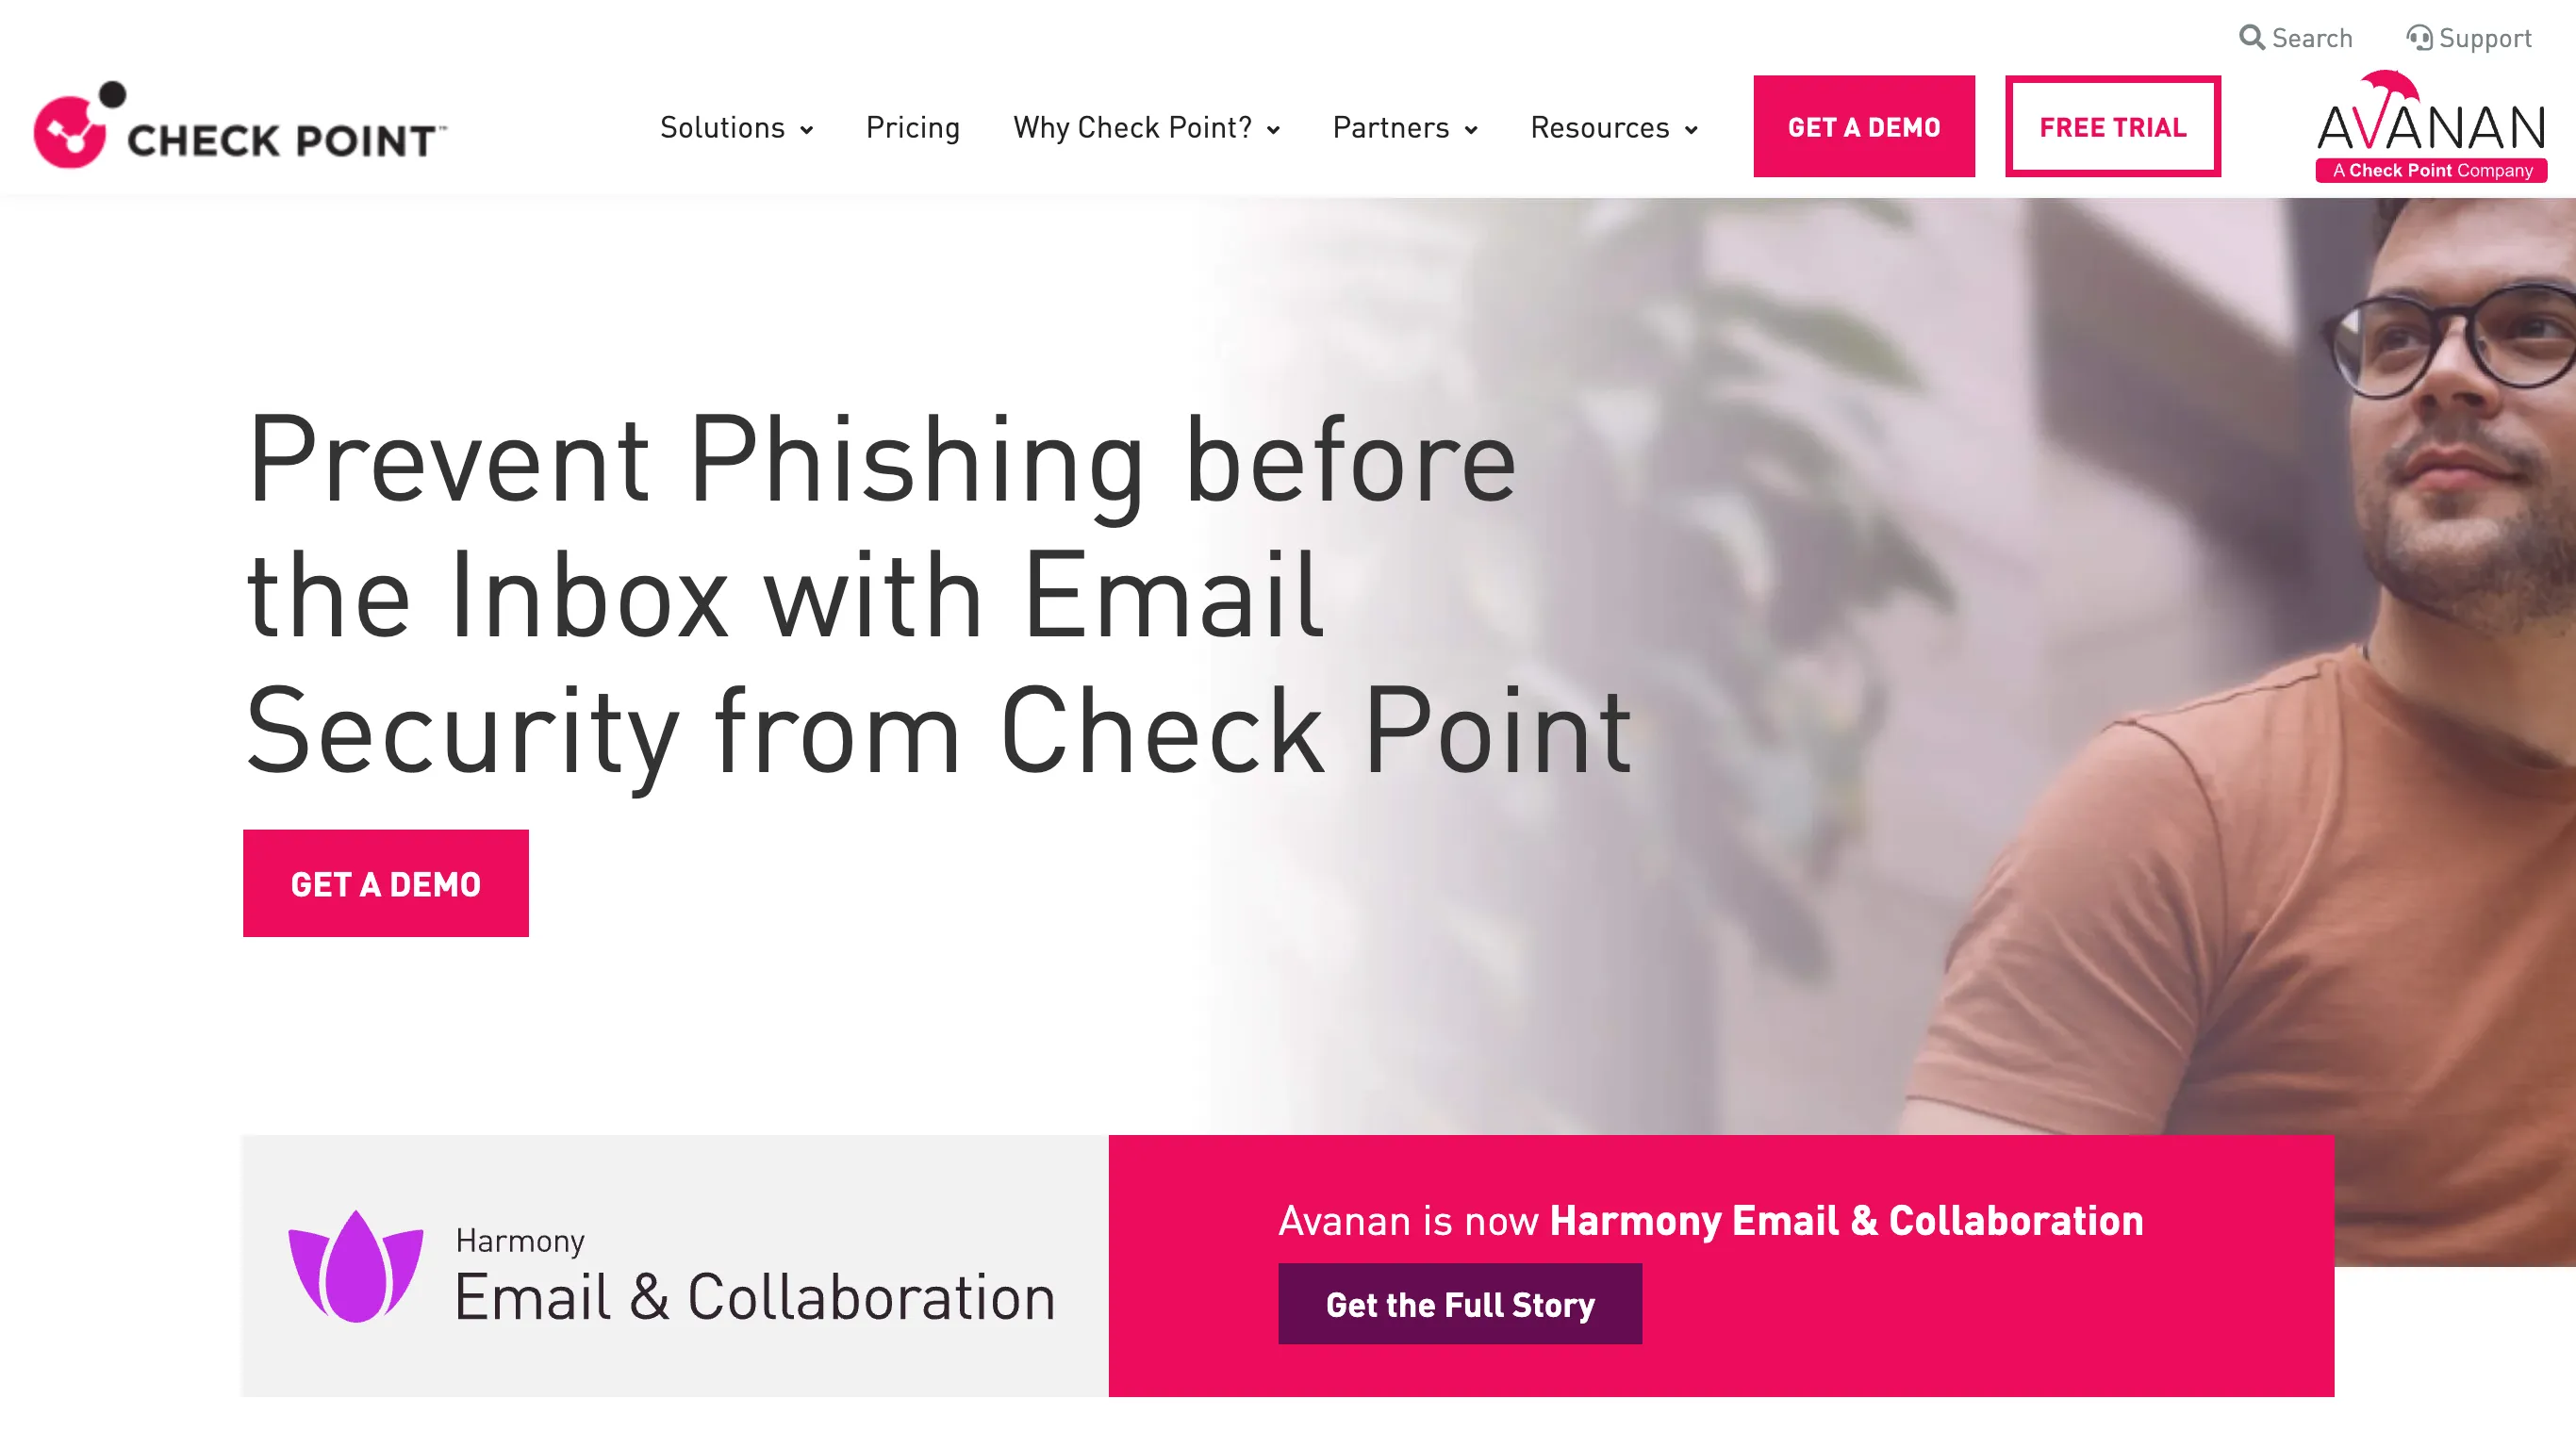 Search Support
CHECK POINT™
Solutions Pricing Why Check Point? Partners Resources GET A DEMO FREE TRIAL
AVANAN
A Check Point Company
Prevent Phishing before
the Inbox with Email
Security from Check Point
GET A DEMO
Harmony
Email & Collaboration
Avanan is now Harmony Email & Collaboration
Get the Full Story